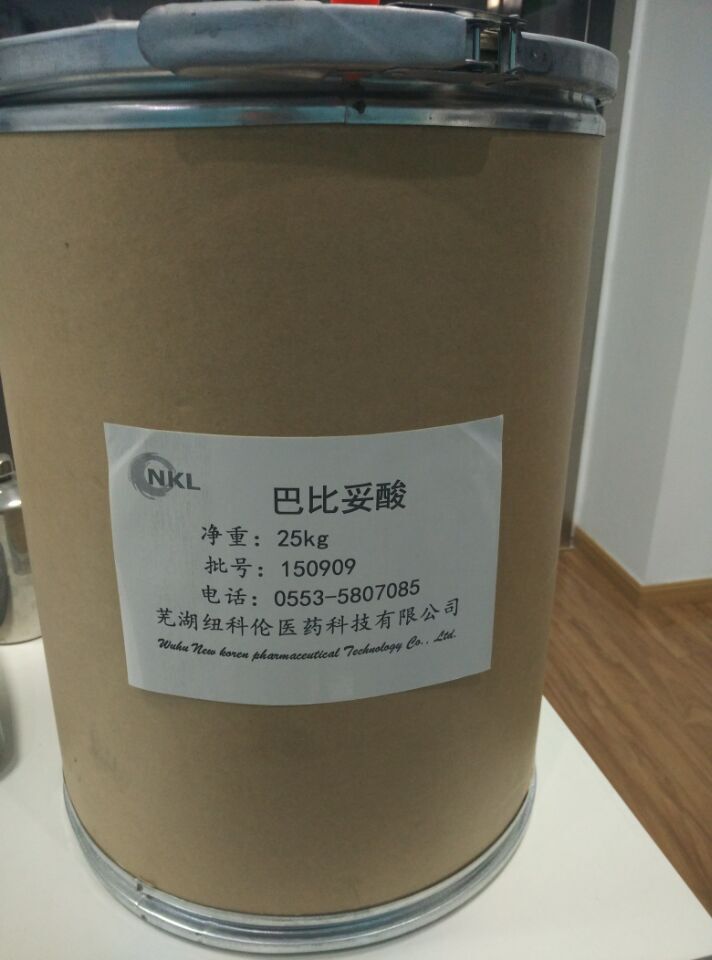 NKL
巴比妥酸
净重：25kg
批号：150909
电话：0553-5807085
芜湖纽科伦医药科技有限公司
Wuhu New koren pharmaceutical Technology Co., Ltd.